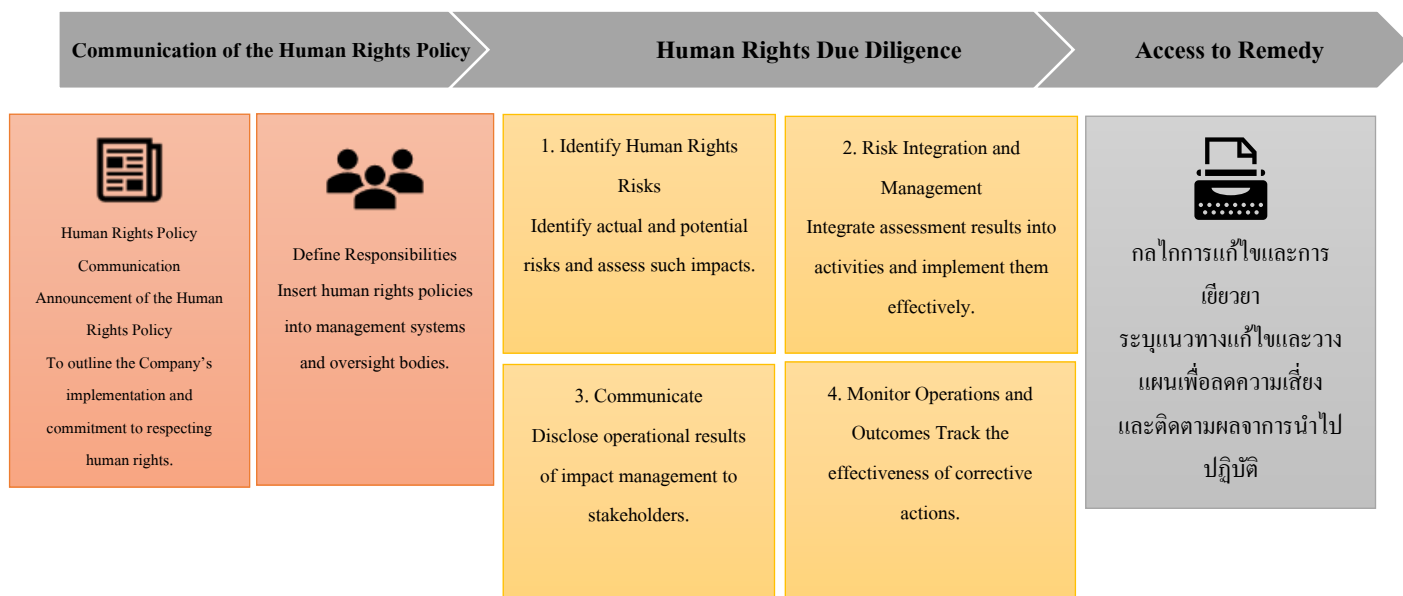 Communication of the Human Rights Policy
Human Rights Due Diligence
Access to Remedy
Human Rights Policy
Communication
Announcement of the Human
Rights Policy
To outline the Company’s
implementation and
commitment to respecting
human rights.
Define Responsibilities
Insert human rights policies
into management systems
and oversight bodies.
1. Identify Human Rights
Risks
Identify actual and potential
risks and assess such impacts.
2. Risk Integration and
Management
Integrate assessment results into
activities and implement them
effectively.
3. Communicate
Disclose operational results
of impact management to
stakeholders.
4. Monitor Operations and
Outcomes Track the
effectiveness of corrective
actions.
กลไกการแก้ไขและการ
เยียวยา
ระบุแนวทางแก้ไขและวาง
แผนเพื่อลดความเสี่ยง
และติดตามผลจาการนำไป
ปฏิบัติ